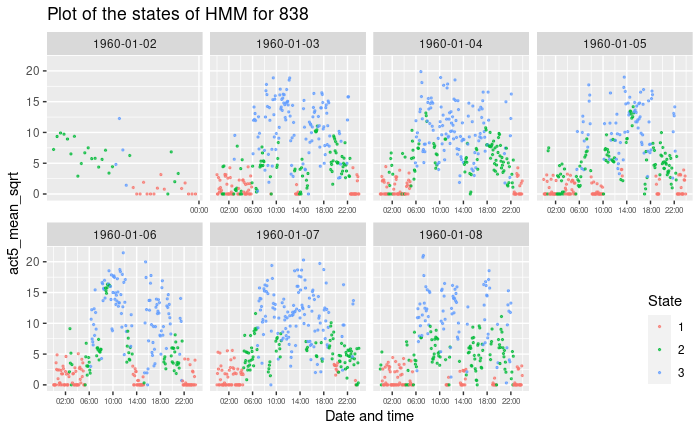 Plot of the states of HMM for 838
1960-01-02 1960-01-03 1960-01-04 1960-01-05
20
15
10
5
0
00:00 02:00 06:00 10:00 14:00 18:00 22:00 02:00 06:00 10:00 14:00 18:00 22:00 02:00 06:00 10:00 14:00 18:00 22:00
act5_mean_sqrt
1960-01-06 1960-01-07 1960-01-08
20
15
10
5
0
02:00 06:00 10:00 14:00 18:00 22:00 02:00 06:00 10:00 14:00 18:00 22:00 02:00 06:00 10:00 14:00 18:00 22:00
Date and time
State
1
2
3